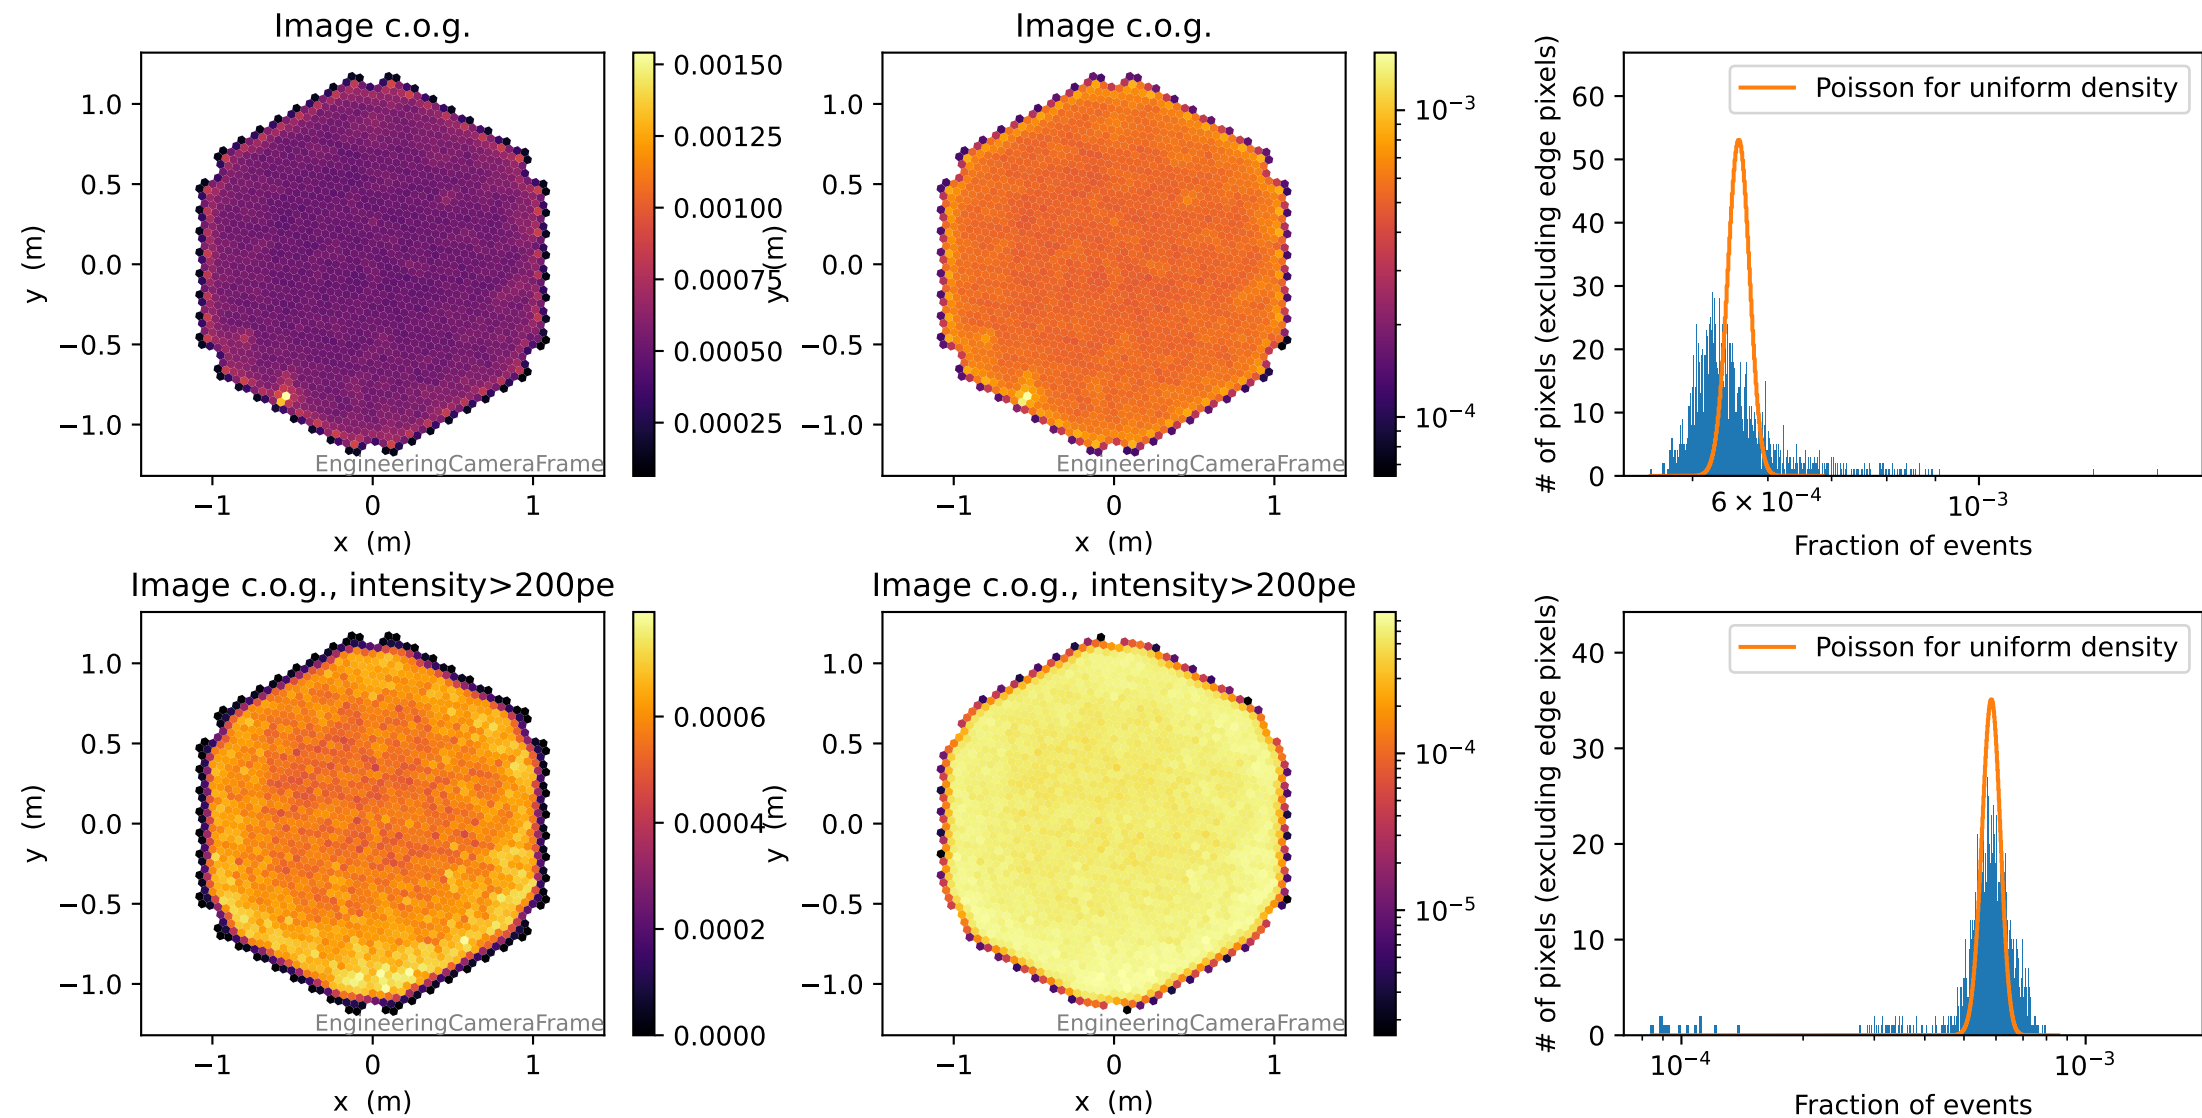 Image c.o.g.
1.0
0.5
0.0
−0.5
−1.0
y (m)
EngineeringCameraFrame
−1 0 1
x (m)
0.00150
0.00125
0.00100
0.00075
0.00050
0.00025
Image c.o.g.
1.0
0.5
0.0
−0.5
−1.0
y (m)
EngineeringCameraFrame
−1 0 1
x (m)
10⁻³
10⁻⁴
Poisson for uniform density
60
50
40
30
20
10
0
# of pixels (excluding edge pixels)
6 × 10⁻⁴ 10⁻³
Fraction of events
Image c.o.g., intensity>200pe
1.0
0.5
0.0
−0.5
−1.0
y (m)
EngineeringCameraFrame
−1 0 1
x (m)
0.0006
0.0004
0.0002
0.0000
Image c.o.g., intensity>200pe
1.0
0.5
0.0
−0.5
−1.0
y (m)
EngineeringCameraFrame
−1 0 1
x (m)
10⁻⁴
10⁻⁵
Poisson for uniform density
40
30
20
10
0
# of pixels (excluding edge pixels)
10⁻⁴ 10⁻³
Fraction of events